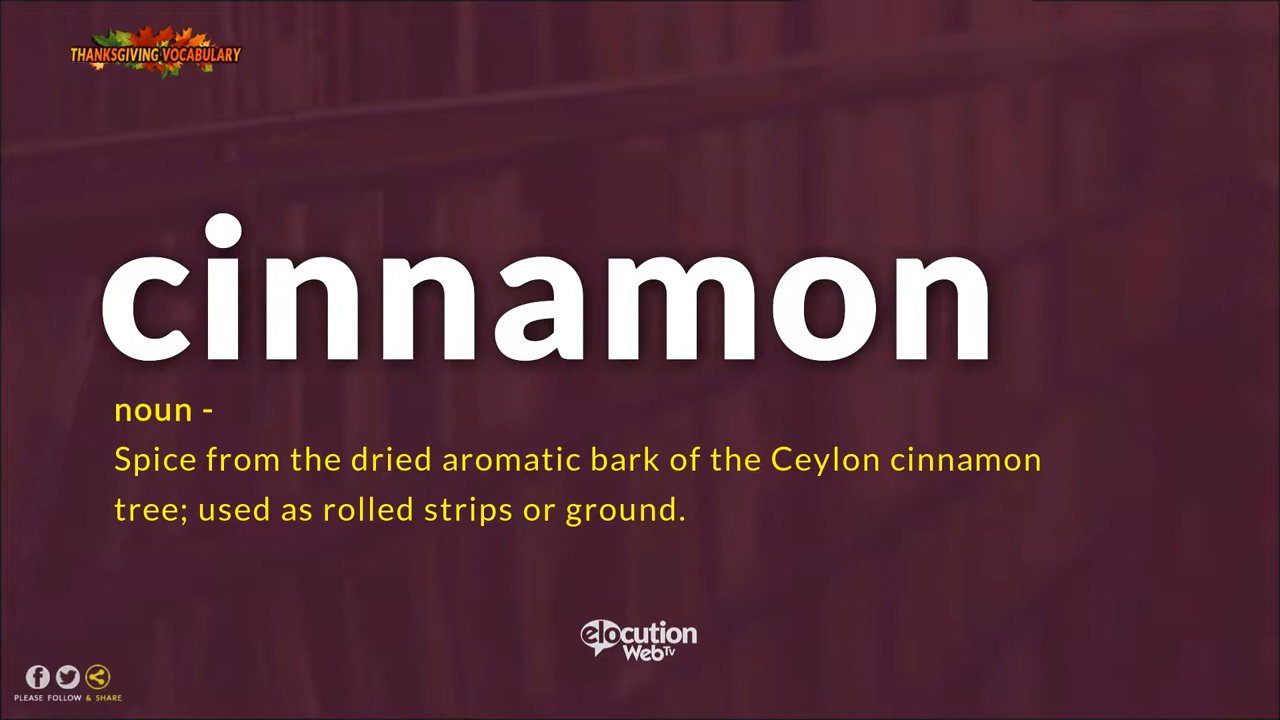 THANKSGIVING VOCABULARY
cinnamon
noun -
Spice from the dried aromatic bark of the Ceylon cinnamon
tree; used as rolled strips or ground.
elocution
Web Tv
PLEASE FOLLOW & SHARE